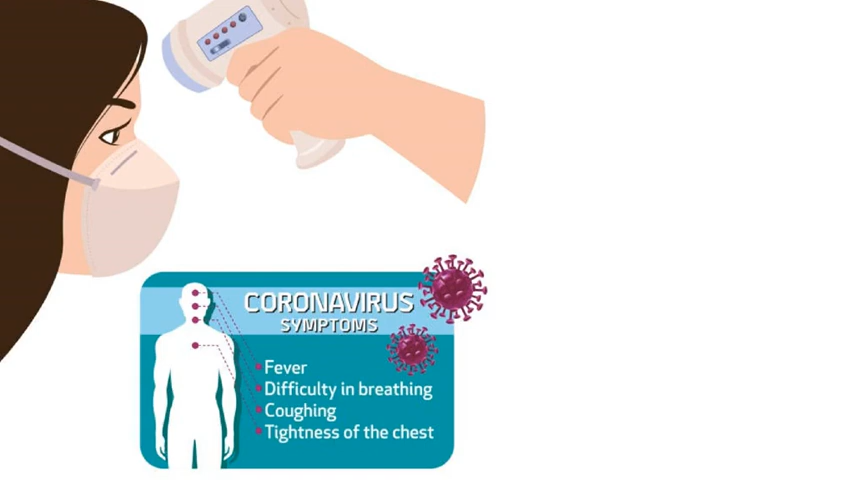 CORONAVIRUS
SYMPTOMS
Fever
Difficulty in breathing
Coughing
Tightness of the chest